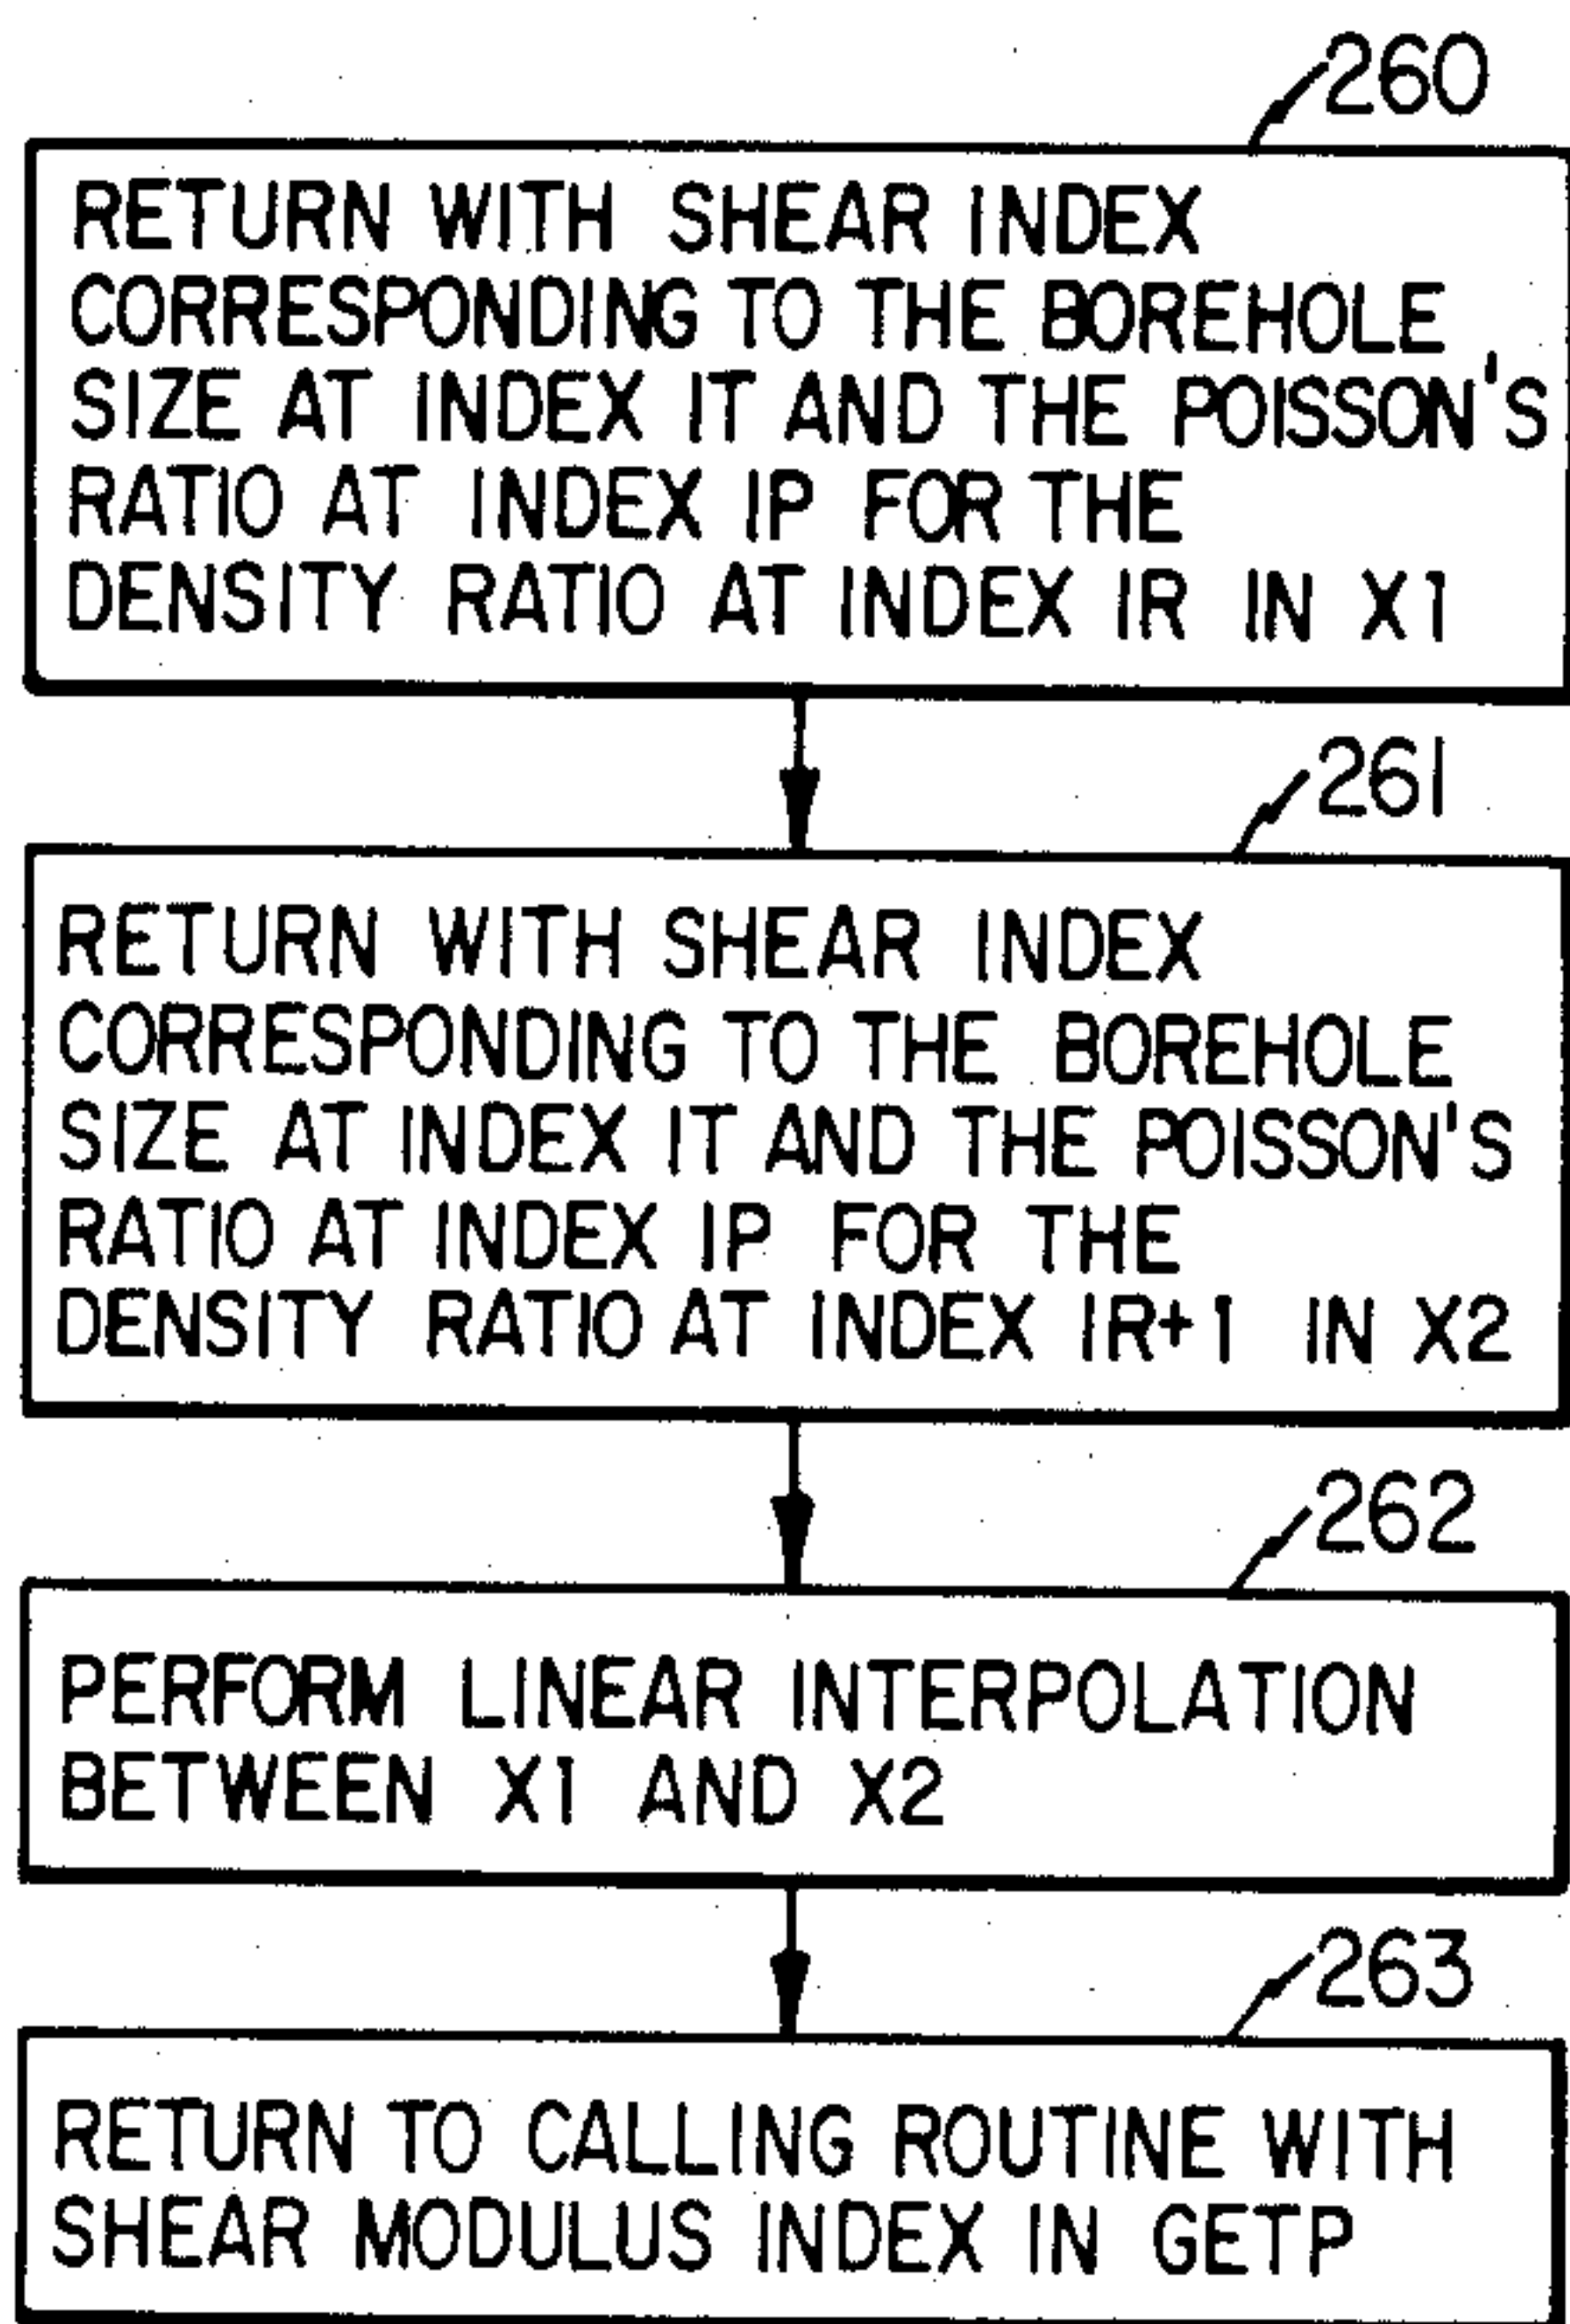 260
RETURN WITH SHEAR INDEX
CORRESPONDING TO THE BOREHOLE
SIZE AT INDEX IT AND THE POISSON'S
RATIO AT INDEX IP FOR THE
DENSITY RATIO AT INDEX IR IN X1
261
RETURN WITH SHEAR INDEX
CORRESPONDING TO THE BOREHOLE
SIZE AT INDEX IT AND THE POISSON'S
RATIO AT INDEX IP FOR THE
DENSITY RATIO AT INDEX IR+1 IN X2
262
PERFORM LINEAR INTERPOLATION
BETWEEN X1 AND X2
263
RETURN TO CALLING ROUTINE WITH
SHEAR MODULUS INDEX IN GETP